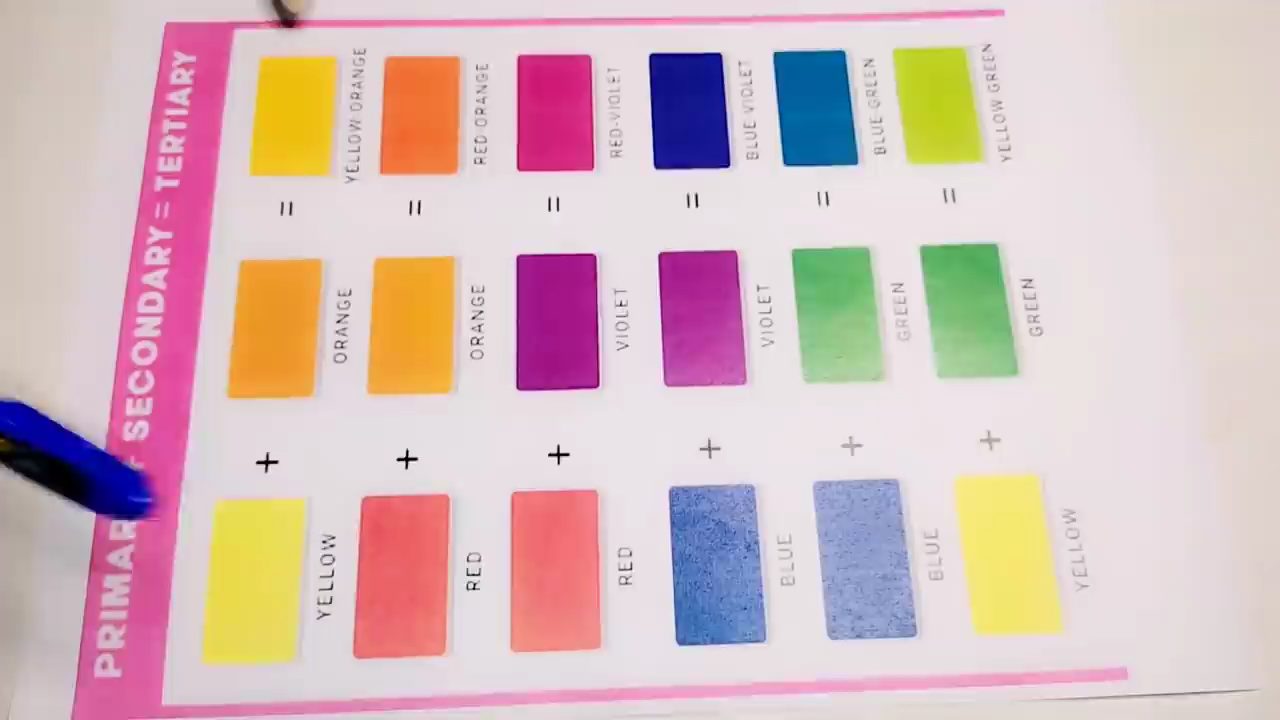 PRIMARY + SECONDARY = TERTIARY
YELLOW + ORANGE = YELLOW ORANGE
RED + ORANGE = RED ORANGE
RED + VIOLET = RED-VIOLET
BLUE + VIOLET = BLUE VIOLET
BLUE + GREEN = BLUE GREEN
YELLOW + GREEN = YELLOW GREEN